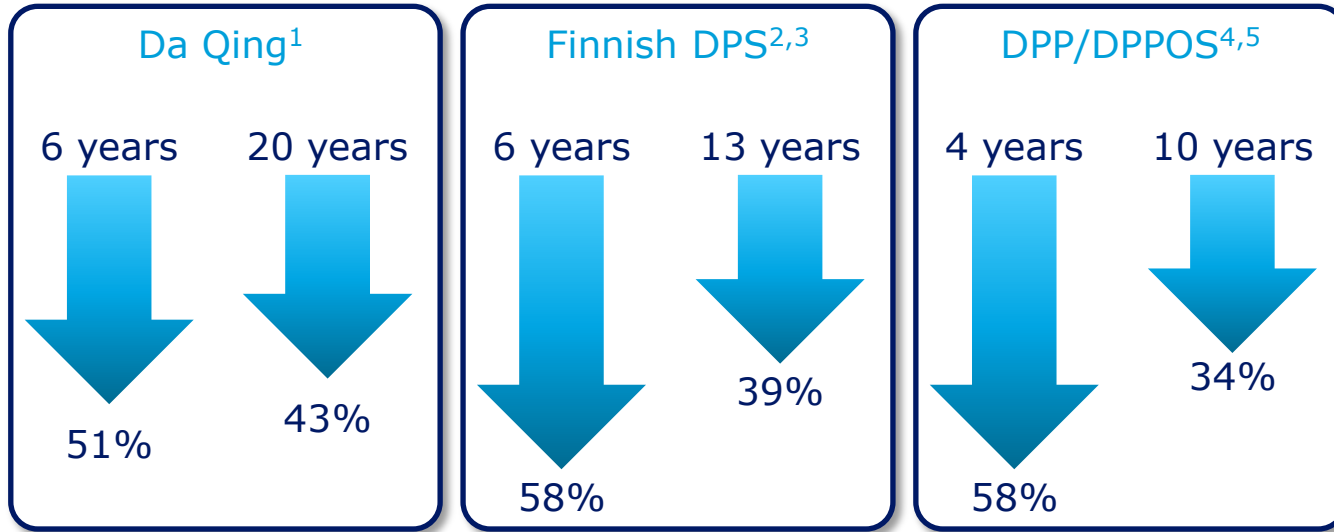 Da Qing¹
6 years 20 years
51%
43%
Finnish DPS²,³
6 years 13 years
58%
39%
DPP/DPPOS⁴,⁵
4 years 10 years
58%
34%